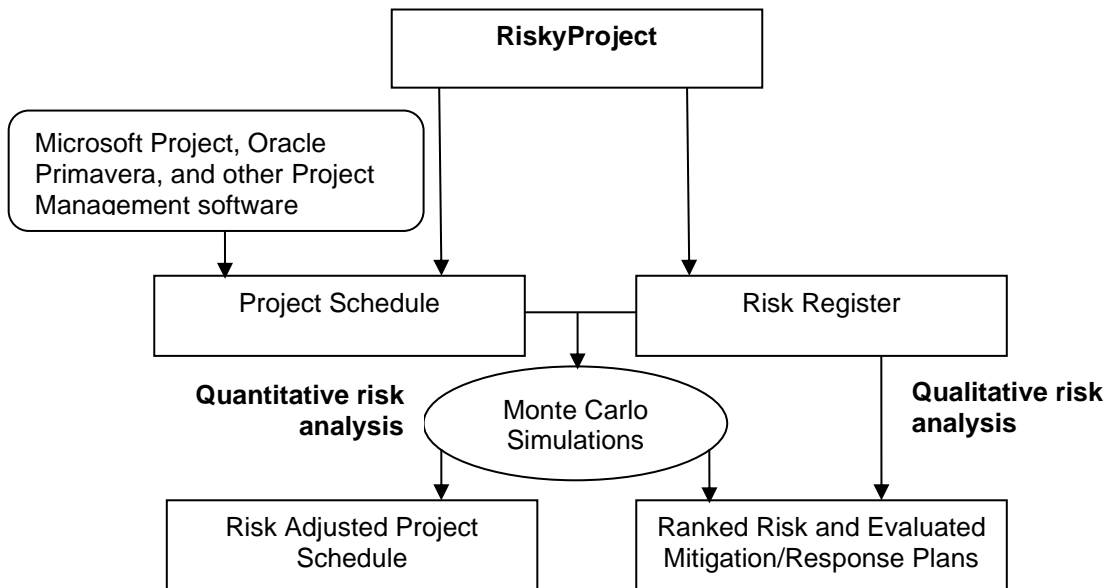 RiskyProject
Microsoft Project, Oracle
Primavera, and other Project
Management software
Project Schedule
Risk Register
Quantitative risk
analysis
Monte Carlo
Simulations
Qualitative risk
analysis
Risk Adjusted Project
Schedule
Ranked Risk and Evaluated
Mitigation/Response Plans